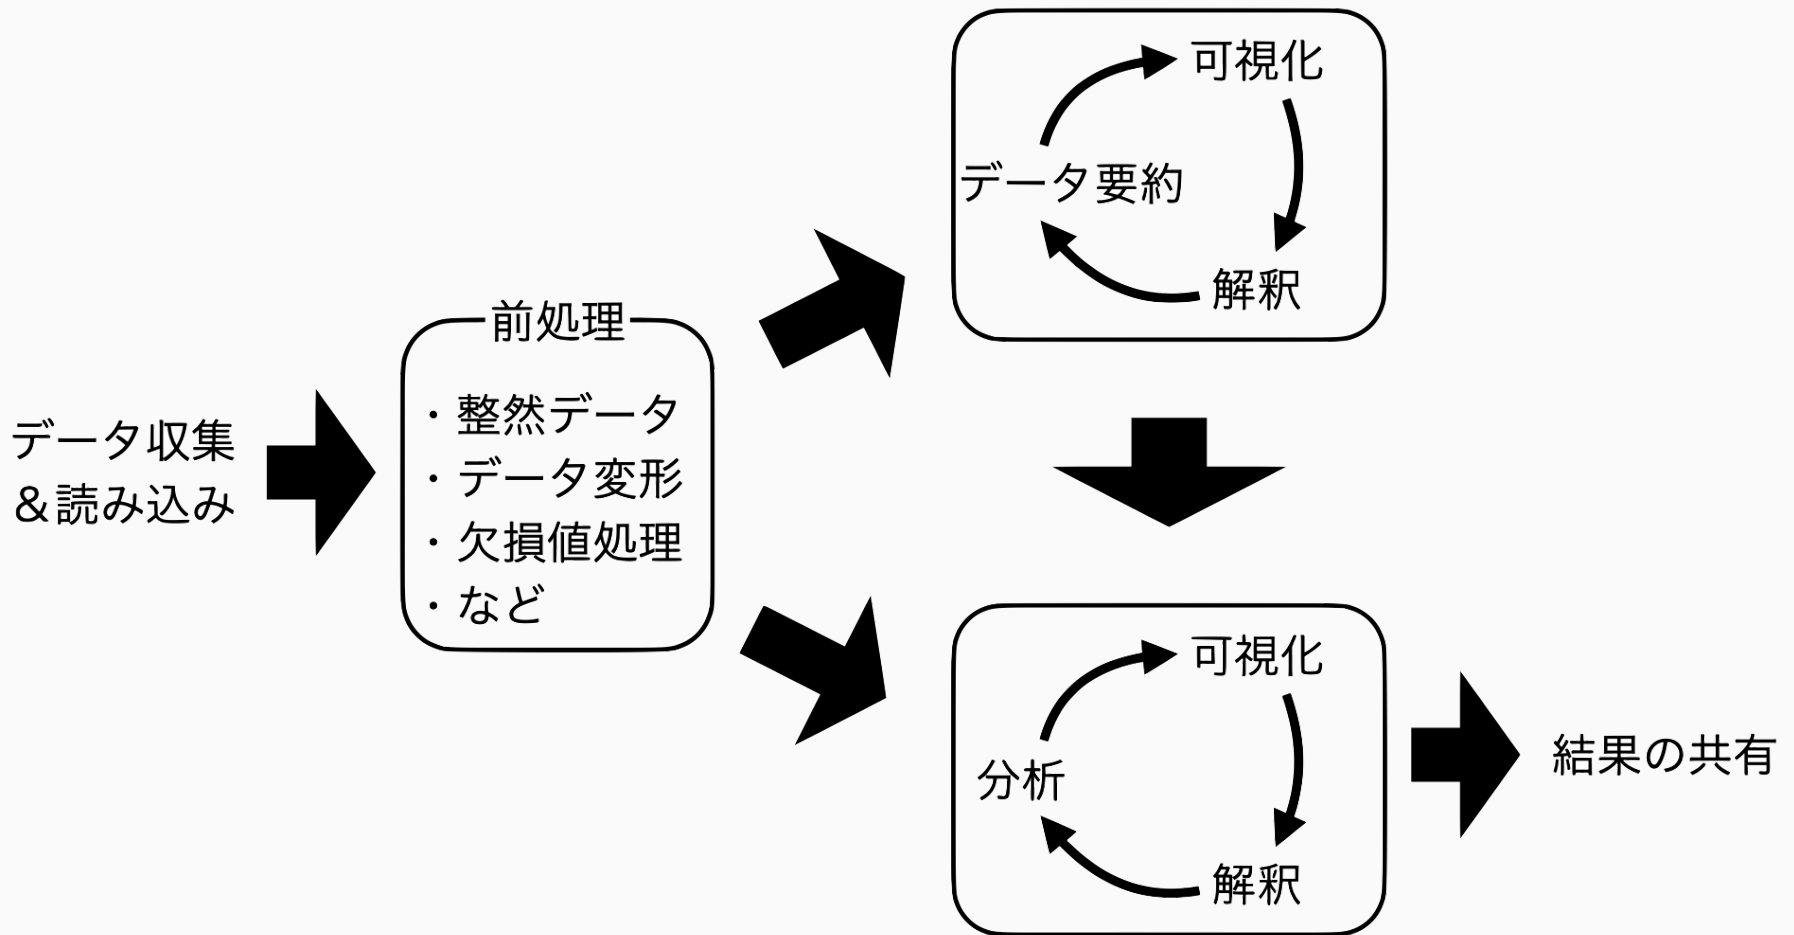 データ収集
＆読み込み
前処理
・整然データ
・データ変形
・欠損値処理
・など
可視化
データ要約
解釈
可視化
分析
解釈
結果の共有